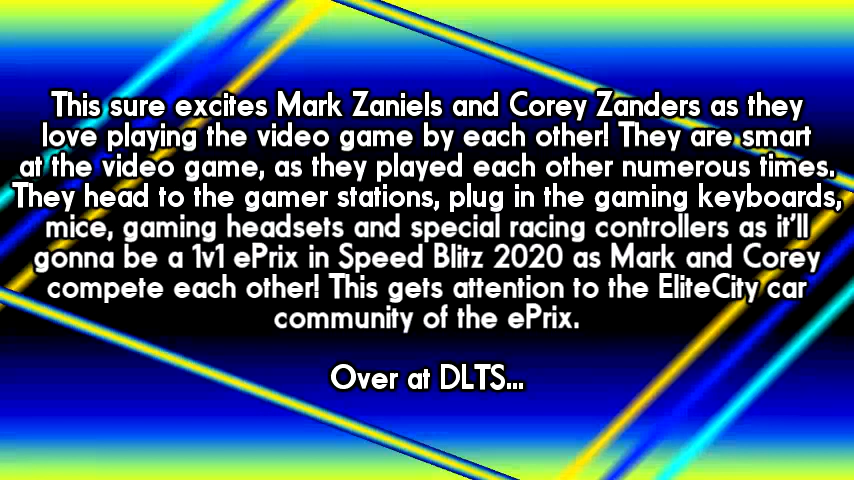 This sure excites Mark Zaniels and Corey Zanders as they
love playing the video game by each other! They are smart
at the video game, as they played each other numerous times.
They head to the gamer stations, plug in the gaming keyboards,
mice, gaming headsets and special racing controllers as it'll
gonna be a 1v1 ePrix in Speed Blitz 2020 as Mark and Corey
compete each other! This gets attention to the EliteCity car
community of the ePrix.
Over at DLTS...